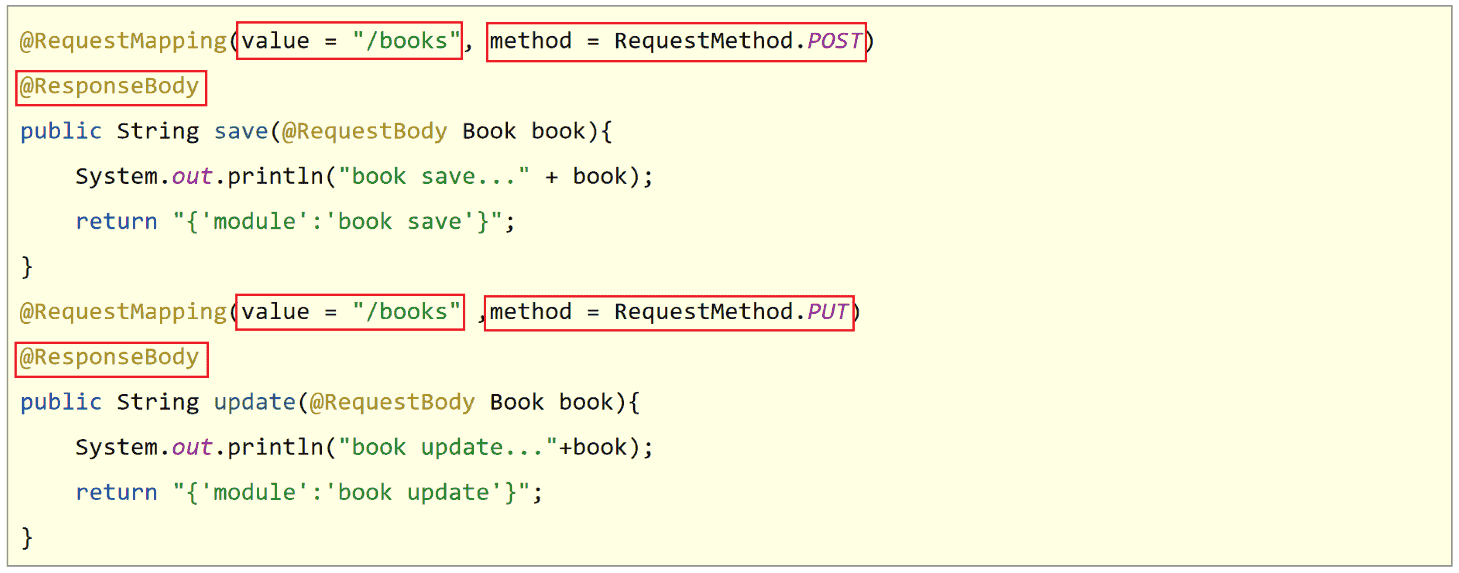 @RequestMapping(value = "/books", method = RequestMethod.POST)
@ResponseBody
public String save(@RequestBody Book book){
    System.out.println("book save..." + book);
    return "{'module':'book save'}";
}
@RequestMapping(value = "/books" ,method = RequestMethod.PUT)
@ResponseBody
public String update(@RequestBody Book book){
    System.out.println("book update..."+book);
    return "{'module':'book update'}";
}